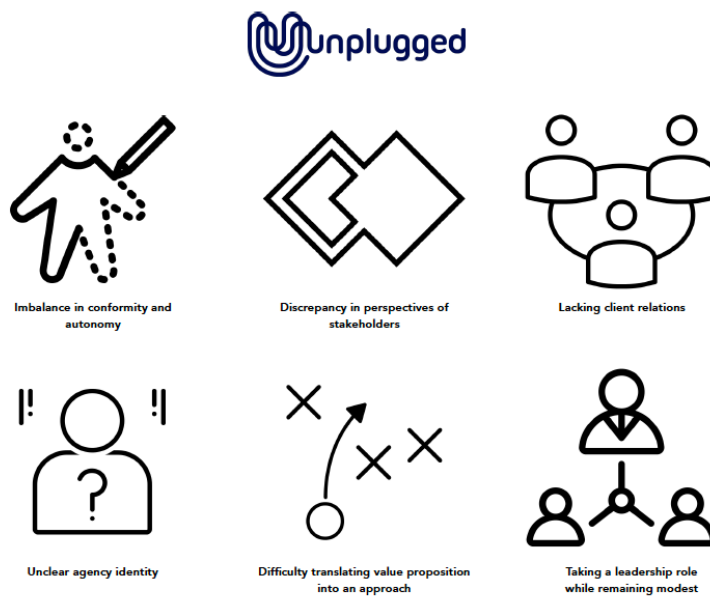 unplugged
Imbalance in conformity and
autonomy
Discrepancy in perspectives of
stakeholders
Lacking client relations
Unclear agency identity
?
Difficulty translating value proposition
into an approach
Taking a leadership role
while remaining modest